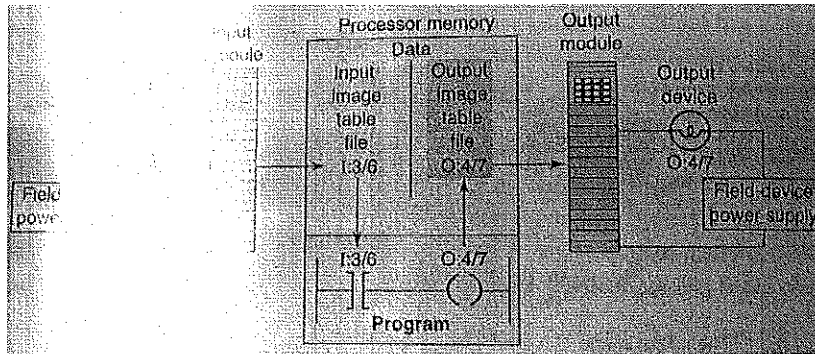 Processor memory
Data
Input
image
table
file
I:3/6
Output
image
table
file
O:4/7
I:3/6
O:4/7
Program
Output
module
Output
device
O:4/7
Field-device
power supply
Field